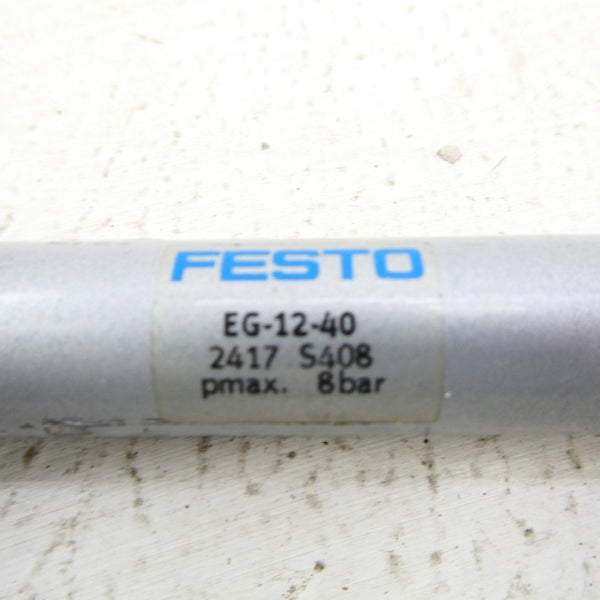 FESTO
EG-12-40
2417 S408
pmax. 8bar